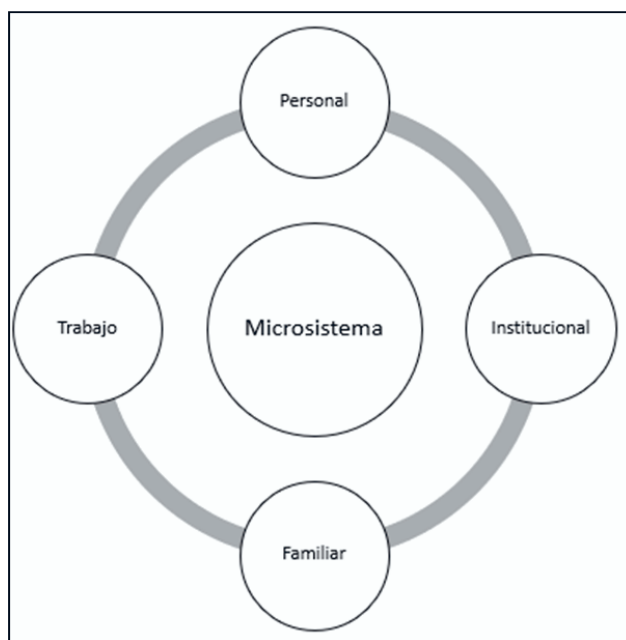 Personal
Trabajo
Microsistema
Institucional
Familiar